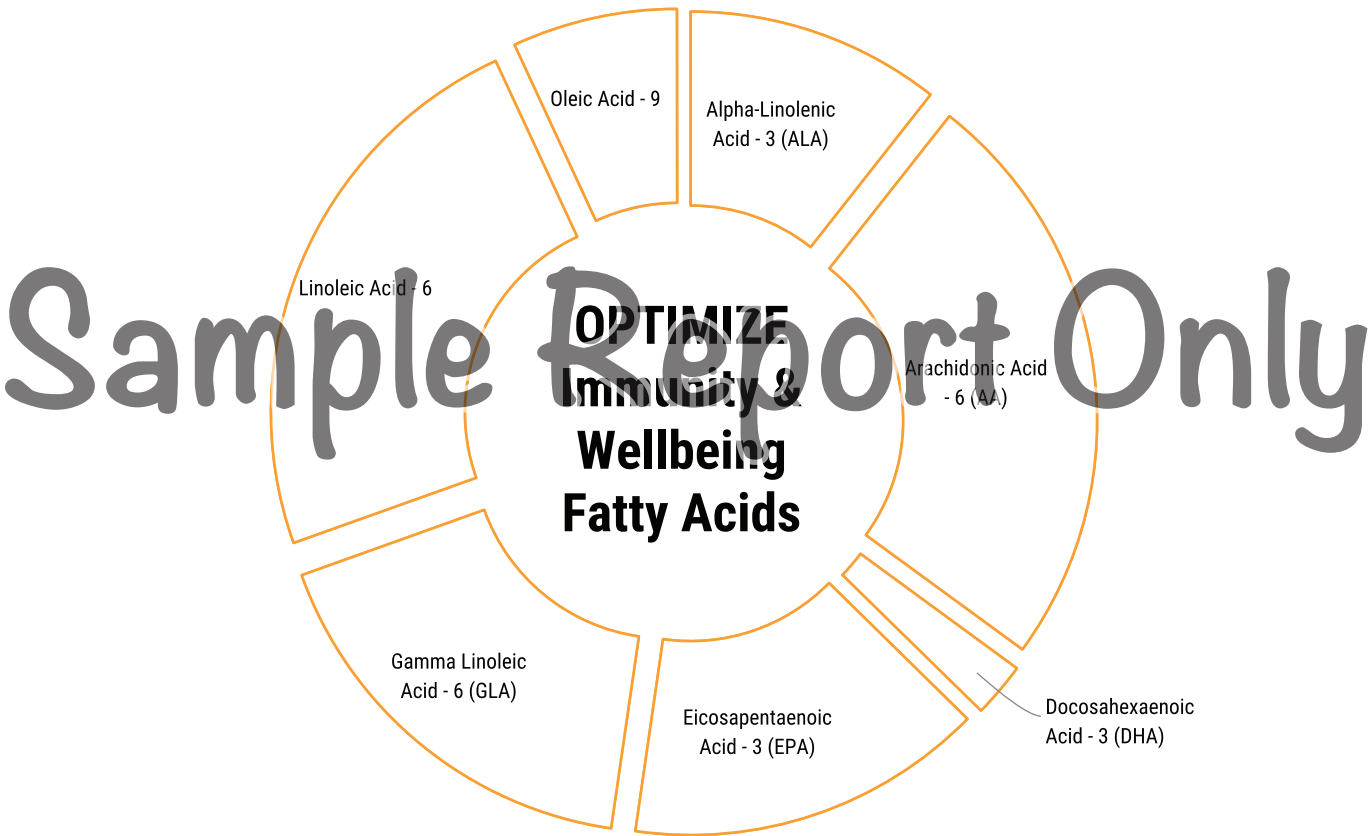 Oleic Acid - 9
Alpha-Linolenic
Acid - 3 (ALA)
Linoleic Acid - 6
Sample Report Only
OPTIMIZE
Immunity &
Wellbeing
Fatty Acids
Arachidonic Acid
- 6 (AA)
Gamma Linoleic
Acid - 6 (GLA)
Eicosapentaenoic
Acid - 3 (EPA)
Docosahexaenoic
Acid - 3 (DHA)